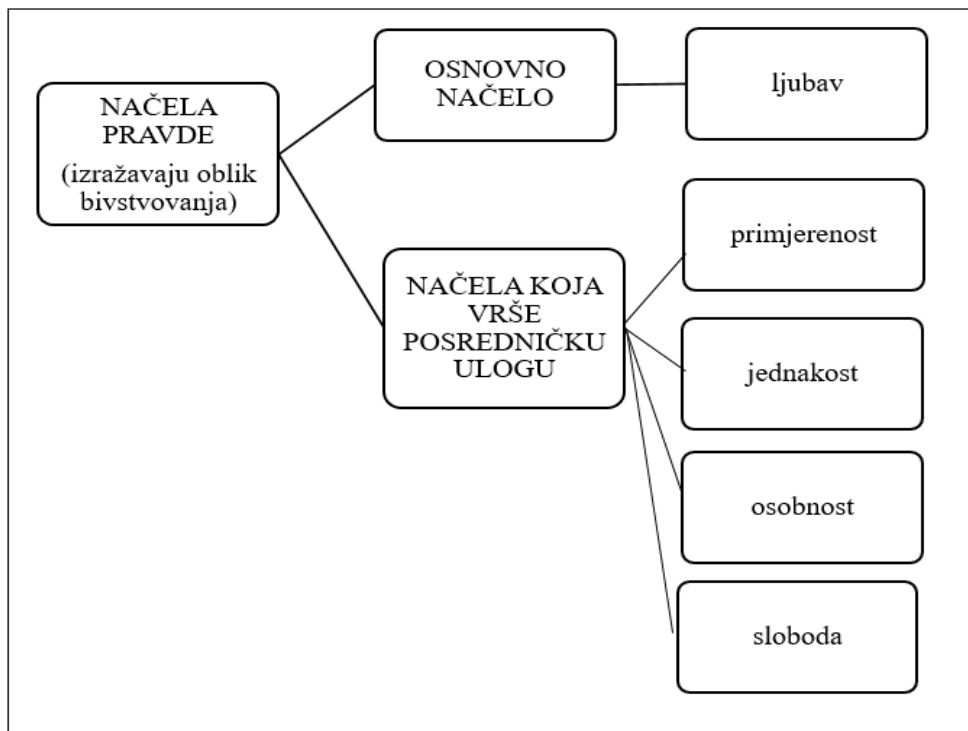 NAČELA
PRAVDE
(izražavaju oblik
bivstvovanja)
OSNOVNO
NAČELO
ljubav
NAČELA KOJA
VRŠE
POSREDNIČKU
ULOGU
primjerenost
jednakost
osobnost
sloboda